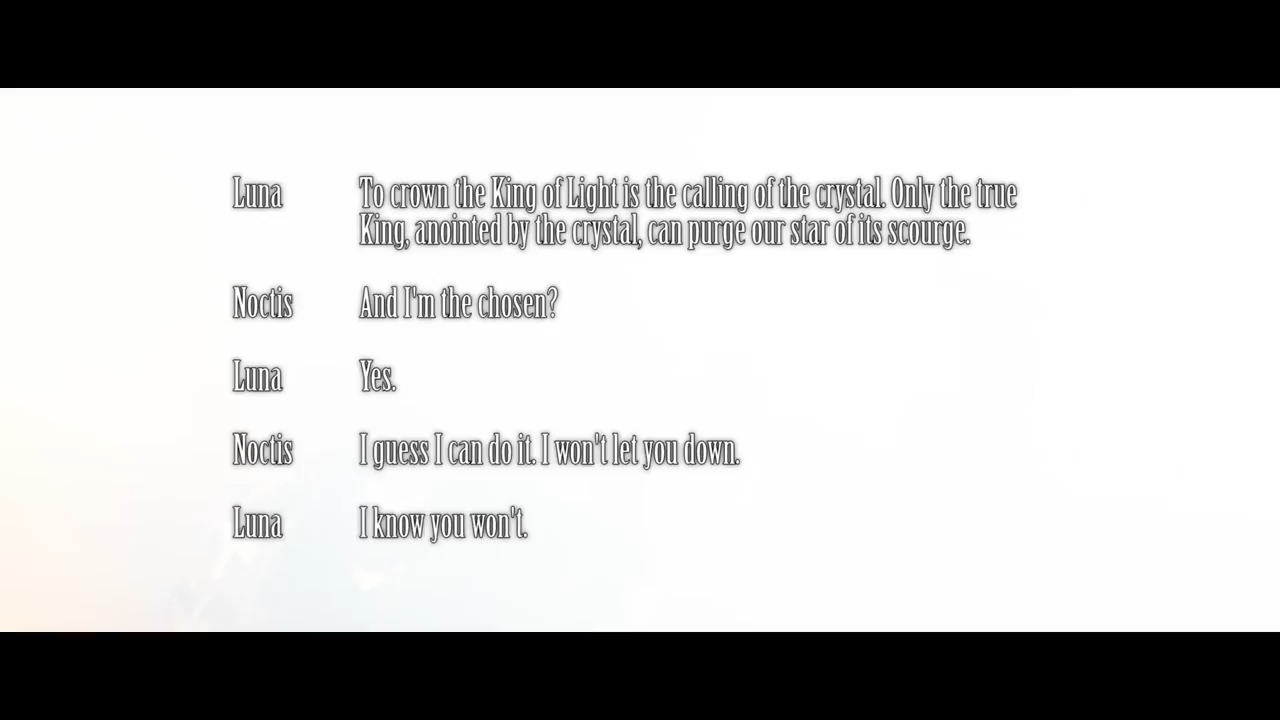 Luna To crown the King of Light is the calling of the crystal. Only the true
King, anointed by the crystal, can purge our star of its scourge.
Noctis And I'm the chosen?
Luna Yes.
Noctis I guess I can do it. I won't let you down.
Luna I know you won't.